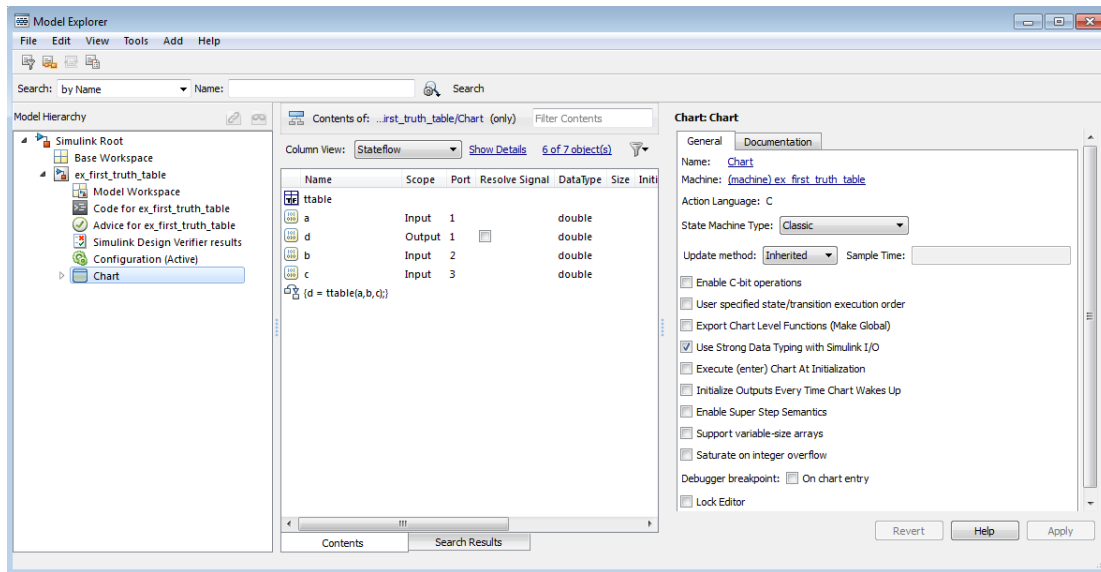 Model Explorer
File Edit View Tools Add Help
Search: by Name Name: Search
Model Hierarchy
Simulink Root
Base Workspace
ex_first_truth_table
Model Workspace
Code for ex_first_truth_table
Advice for ex_first_truth_table
Simulink Design Verifier results
Configuration (Active)
Chart
Contents of: ...irst_truth_table/Chart (only) Filter Contents
Column View: Stateflow Show Details 6 of 7 object(s)
Name Scope Port Resolve Signal DataType Size Initi
ttable
a Input 1 double
d Output 1 double
b Input 2 double
c Input 3 double
{d = ttable(a,b,c);}
Contents Search Results
Chart: Chart
General Documentation
Name: Chart
Machine: (machine) ex_first_truth_table
Action Language: C
State Machine Type: Classic
Update method: Inherited Sample Time:
Enable C-bit operations
User specified state/transition execution order
Export Chart Level Functions (Make Global)
Use Strong Data Typing with Simulink I/O
Execute (enter) Chart At Initialization
Initialize Outputs Every Time Chart Wakes Up
Enable Super Step Semantics
Support variable-size arrays
Saturate on integer overflow
Debugger breakpoint: On chart entry
Lock Editor
Revert Help Apply